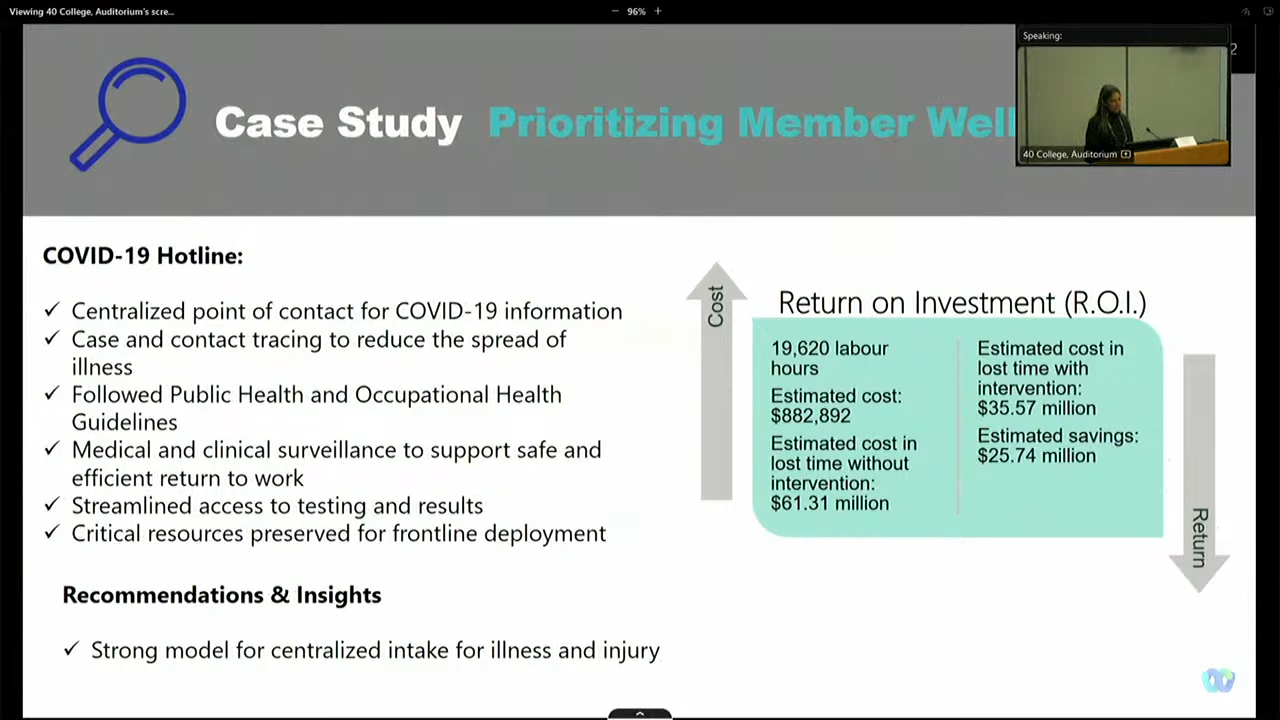 Viewing 40 College, Auditorium's scre...
96%
Speaking:
2
40 College, Auditorium
Case Study Prioritizing Member Well
COVID-19 Hotline:
✓ Centralized point of contact for COVID-19 information
✓ Case and contact tracing to reduce the spread of
illness
✓ Followed Public Health and Occupational Health
Guidelines
✓ Medical and clinical surveillance to support safe and
efficient return to work
✓ Streamlined access to testing and results
✓ Critical resources preserved for frontline deployment
Recommendations & Insights
✓ Strong model for centralized intake for illness and injury
Cost
Return on Investment (R.O.I.)
19,620 labour
hours
Estimated cost:
$882,892
Estimated cost in
lost time without
intervention:
$61.31 million
Estimated cost in
lost time with
intervention:
$35.57 million
Estimated savings:
$25.74 million
Return